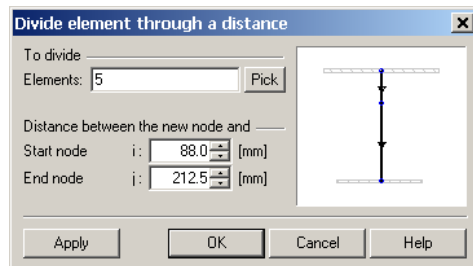 Divide element through a distance
To divide
Elements: 5 Pick
Distance between the new node and
Start node i: 88.0 [mm]
End node j: 212.5 [mm]
Apply OK Cancel Help